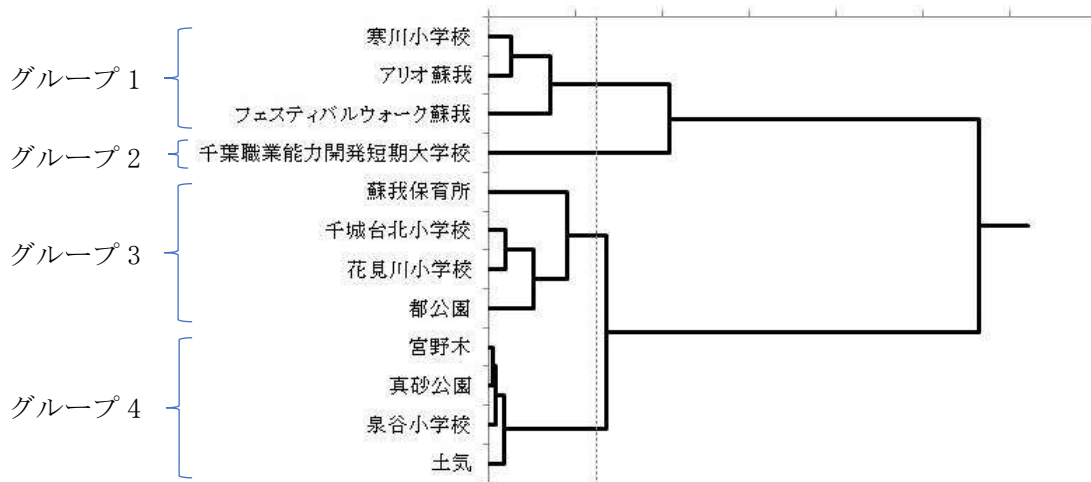 寒川小学校
グループ 1
アリオ蘇我
フェスティバルウォーク蘇我
グループ 2
千葉職業能力開発短期大学校
蘇我保育所
千城台北小学校
グループ 3
花見川小学校
都公園
宮野木
真砂公園
グループ 4
泉谷小学校
土気